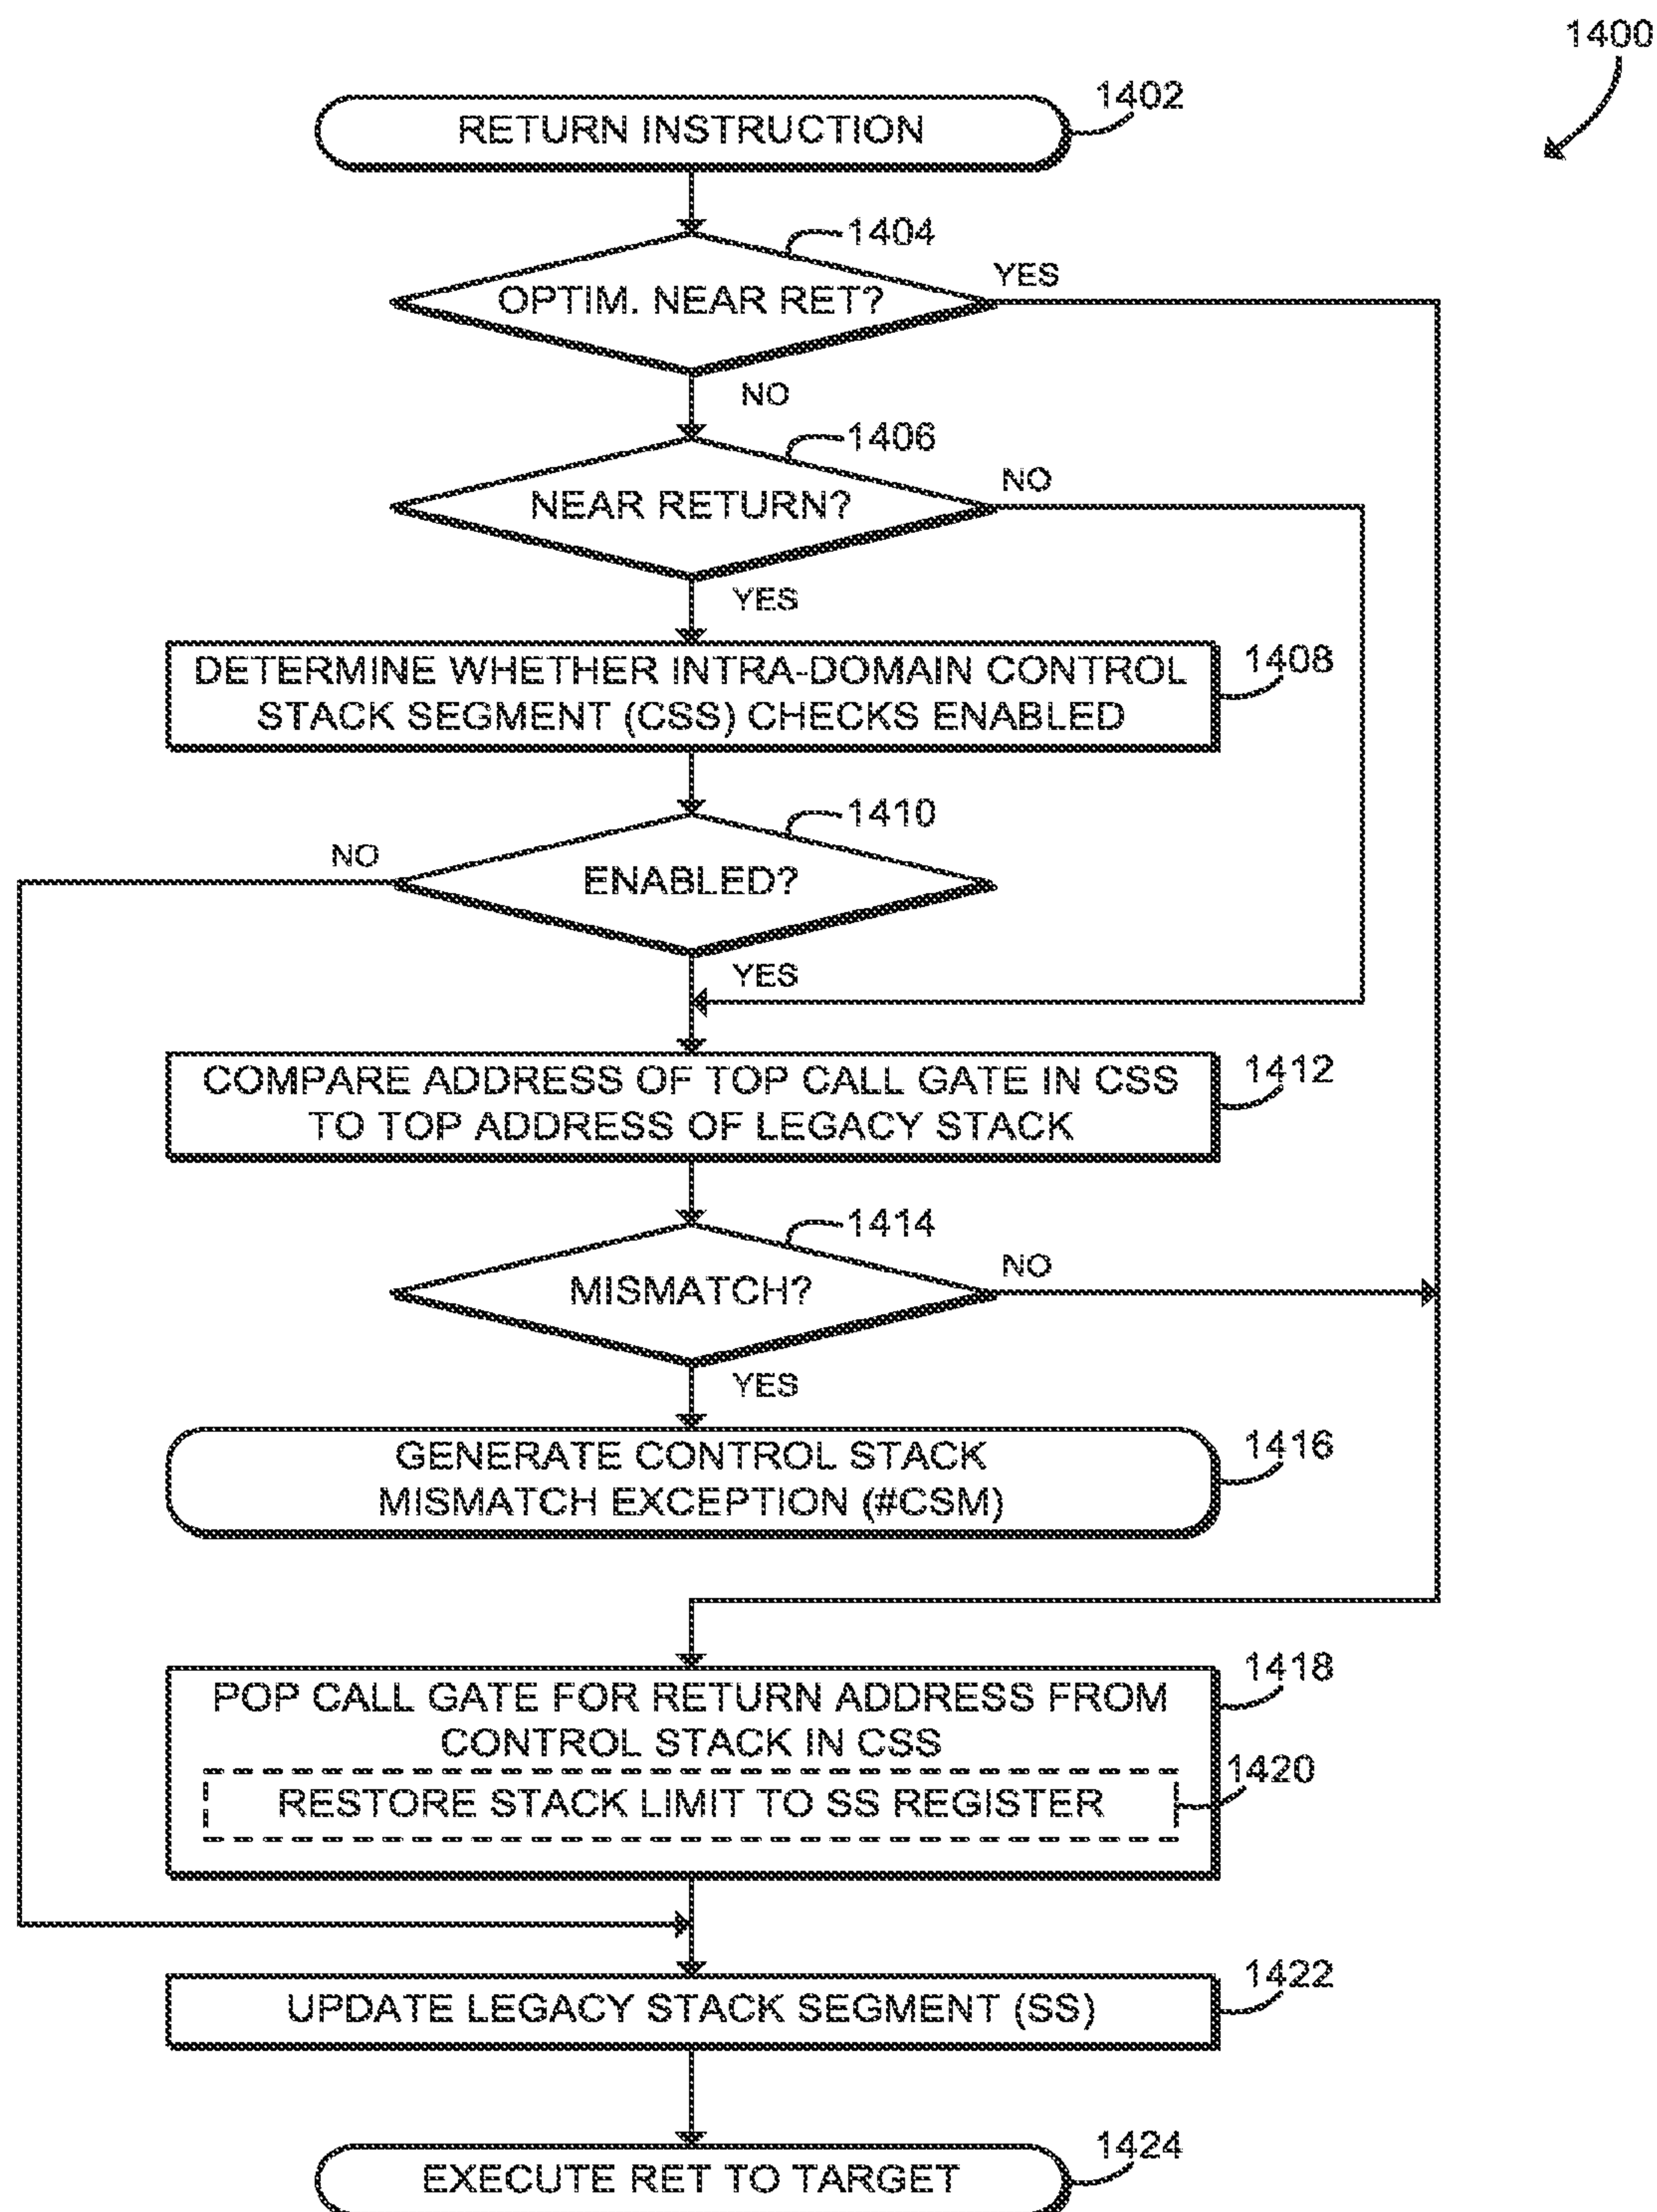 1400
RETURN INSTRUCTION
1402
OPTIM. NEAR RET?
1404
YES
NO
NEAR RETURN?
1406
NO
YES
DETERMINE WHETHER INTRA-DOMAIN CONTROL
STACK SEGMENT (CSS) CHECKS ENABLED
1408
ENABLED?
1410
NO
YES
COMPARE ADDRESS OF TOP CALL GATE IN CSS
TO TOP ADDRESS OF LEGACY STACK
1412
MISMATCH?
1414
NO
YES
GENERATE CONTROL STACK
MISMATCH EXCEPTION (#CSM)
1416
POP CALL GATE FOR RETURN ADDRESS FROM
CONTROL STACK IN CSS
1418
RESTORE STACK LIMIT TO SS REGISTER
1420
UPDATE LEGACY STACK SEGMENT (SS)
1422
EXECUTE RET TO TARGET
1424